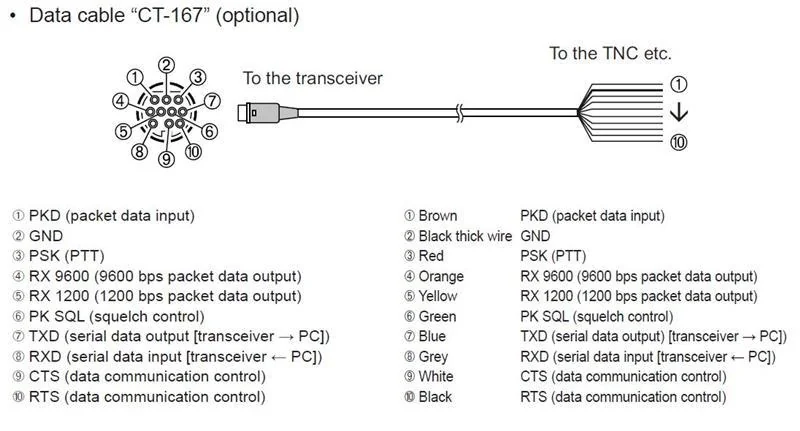 • Data cable “CT-167” (optional)
To the TNC etc.
To the transceiver
①
②
③
④
⑤
⑥
⑦
⑧
⑨
⑩
①
⑩
① PKD (packet data input)
② GND
③ PSK (PTT)
④ RX 9600 (9600 bps packet data output)
⑤ RX 1200 (1200 bps packet data output)
⑥ PK SQL (squelch control)
⑦ TXD (serial data output [transceiver → PC])
⑧ RXD (serial data input [transceiver ← PC])
⑨ CTS (data communication control)
⑩ RTS (data communication control)
① Brown PKD (packet data input)
② Black thick wire GND
③ Red PSK (PTT)
④ Orange RX 9600 (9600 bps packet data output)
⑤ Yellow RX 1200 (1200 bps packet data output)
⑥ Green PK SQL (squelch control)
⑦ Blue TXD (serial data output) [transceiver → PC])
⑧ Grey RXD (serial data input [transceiver ← PC])
⑨ White CTS (data communication control)
⑩ Black RTS (data communication control)